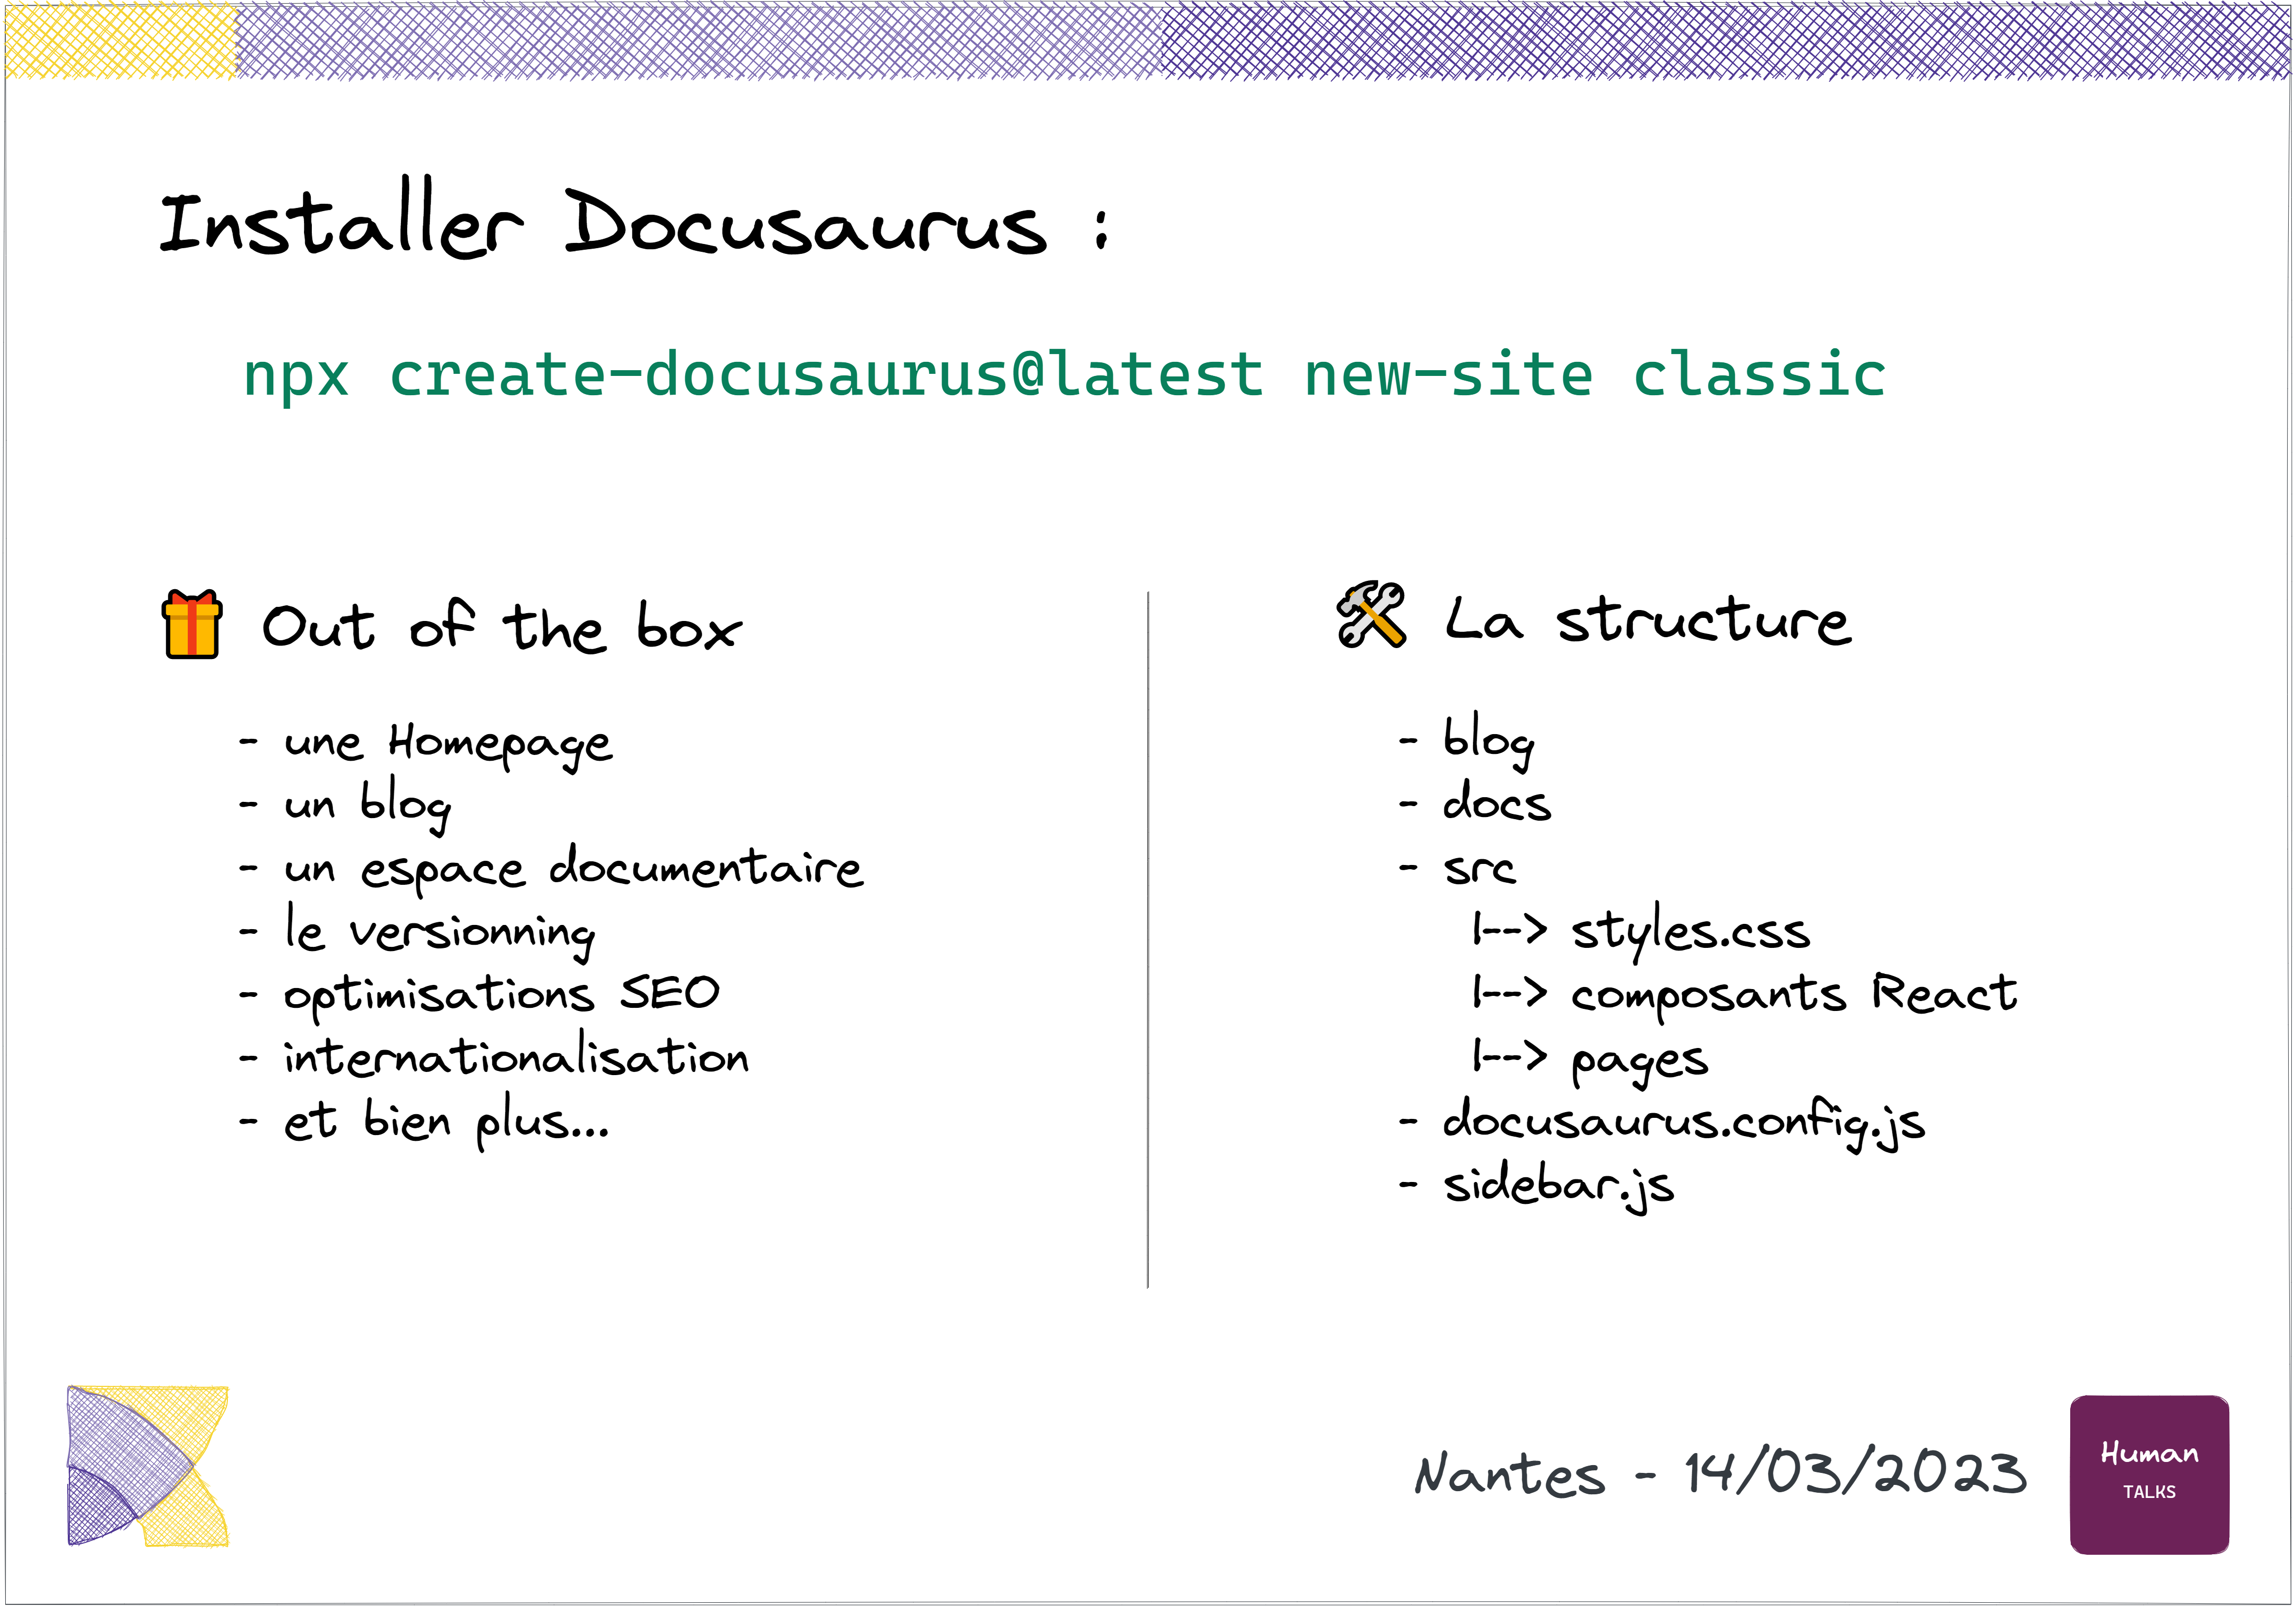 Installer Docusaurus :
npx create-docusaurus@latest new-site classic
Out of the box
- une Homepage
- un blog
- un espace documentaire
- le versionning
- optimisations SEO
- internationalisation
- et bien plus...
La structure
- blog
- docs
- src
|--> styles.css
|--> composants React
|--> pages
- docusaurus.config.js
- sidebar.js
Nantes - 14/03/2023
Human
TALKS